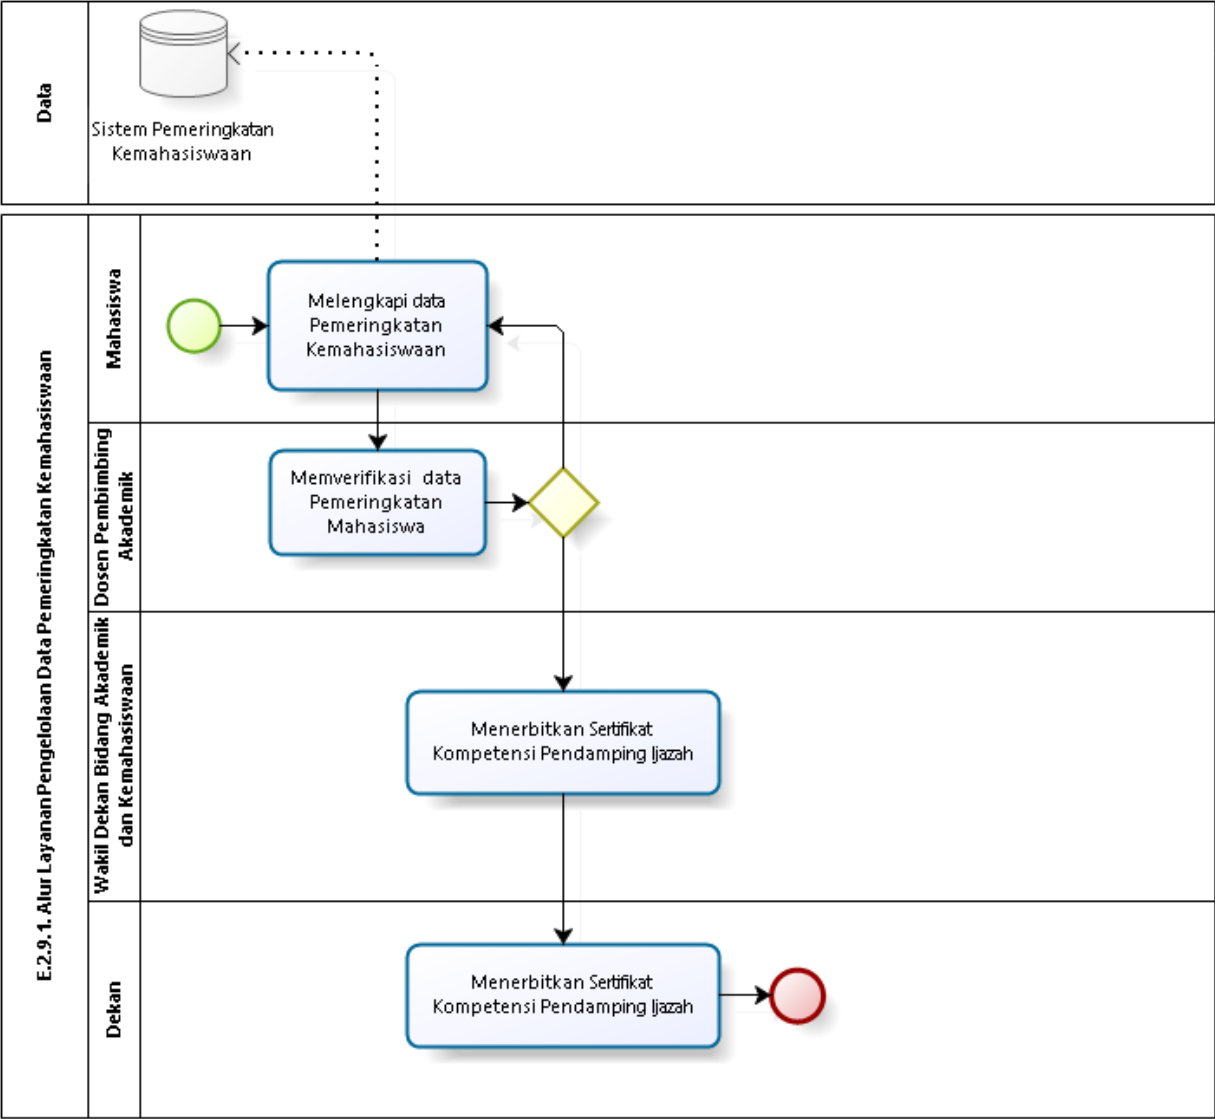 Data
Sistem Pemeringkatan
Kemahasiswaan
E.2.9.1. Alur Layanan Pengelolaan Data Pemeringkatan Kemahasiswaan
Mahasiswa
Melengkapi data
Pemeringkatan
Kemahasiswaan
Dosen Pembimbing
Akademik
Memverifikasi data
Pemeringkatan
Mahasiswa
Wakil Dekan Bidang Akademik
dan Kemahasiswaan
Menerbitkan Sertifikat
Kompetensi Pendamping Ijazah
Dekan
Menerbitkan Sertifikat
Kompetensi Pendamping Ijazah